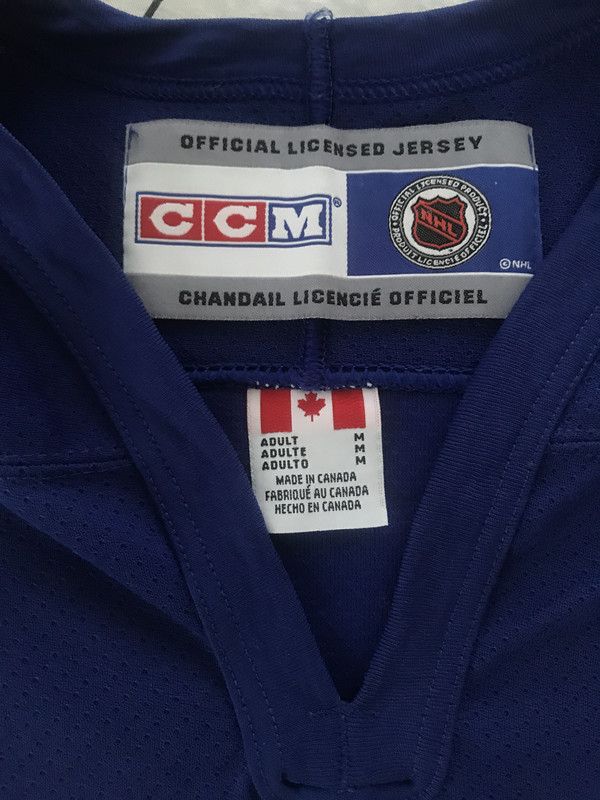 OFFICIAL LICENSED JERSEY
CCM®
OFFICIAL LICENSED PRODUCT
NHL
PRODUIT LICENCIÉ OFFICIEL
©NHL
CHANDAIL LICENCIÉ OFFICIEL
ADULT M
ADULTE M
ADULTO M
MADE IN CANADA
FABRIQUÉ AU CANADA
HECHO EN CANADA